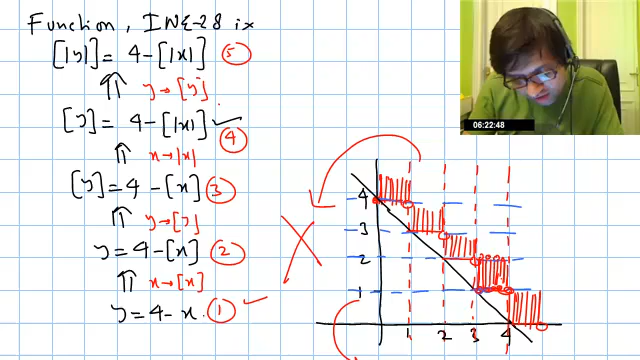 Function, INE-28 ix
[|y|] = 4 - [|x|] ⑤
⇑ y → [y]
[y] = 4 - [|x|] ✓ ④
⇑ x → |x|
[y] = 4 - [x] ③
⇑ y → [y]
y = 4 - [x] ②
⇑ x → [x]
y = 4 - x. ① ✓
06:22:48
4
3
2
1
1 2 3 4